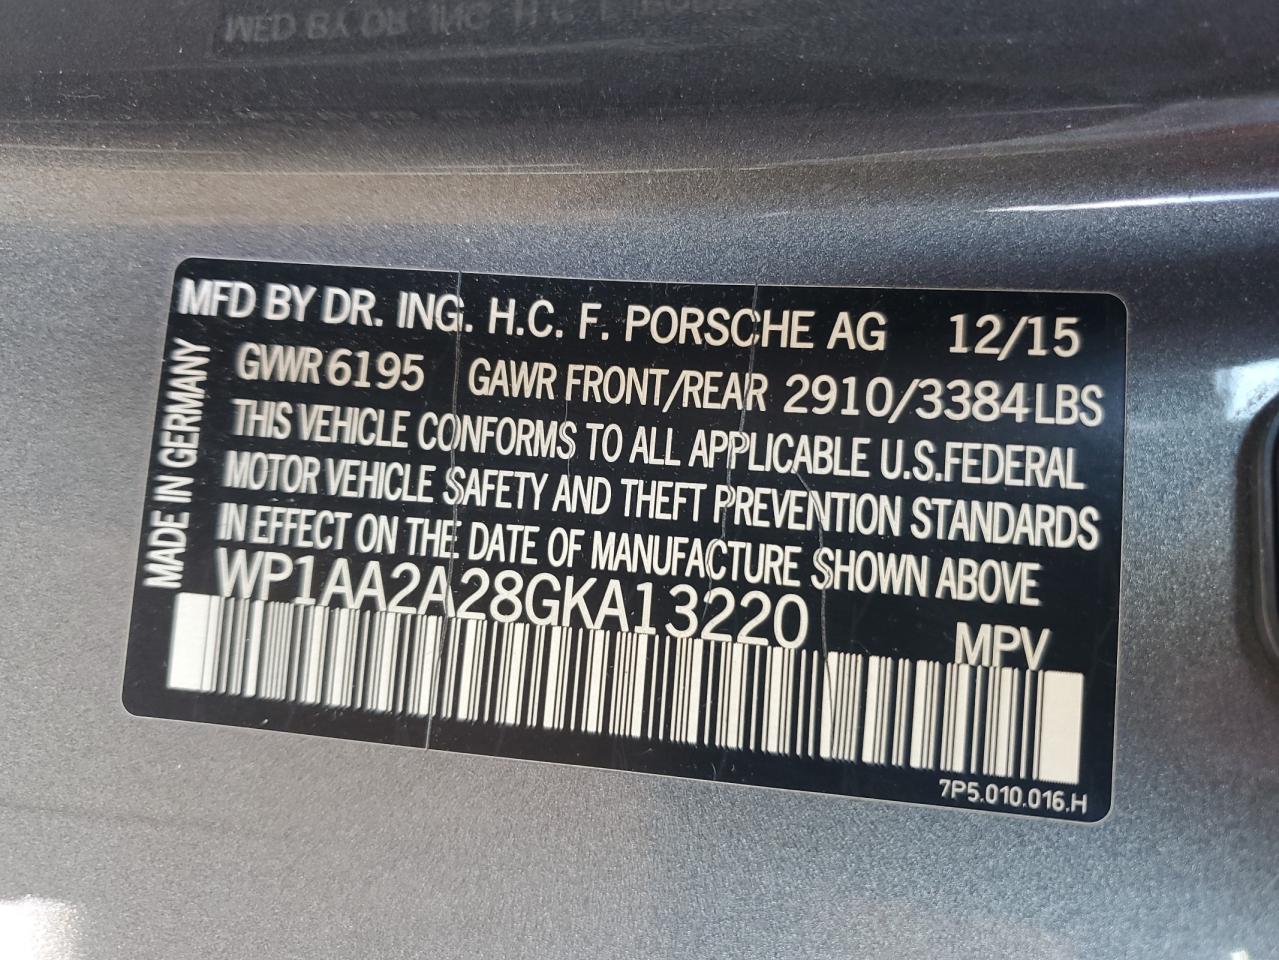 MFD BY DR. ING. H.C. F. PORSCHE AG 12/15
GVWR 6195 GAWR FRONT/REAR 2910/3384 LBS
THIS VEHICLE CONFORMS TO ALL APPLICABLE U.S.FEDERAL
MOTOR VEHICLE SAFETY AND THEFT PREVENTION STANDARDS
IN EFFECT ON THE DATE OF MANUFACTURE SHOWN ABOVE
WP1AA2A28GKA13220 MPV
7P5.010.016.H
MADE IN GERMANY